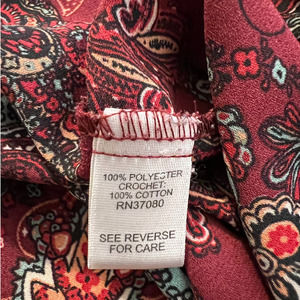 100% POLYESTER
CROCHET:
100% COTTON
RN37080
SEE REVERSE
FOR CARE